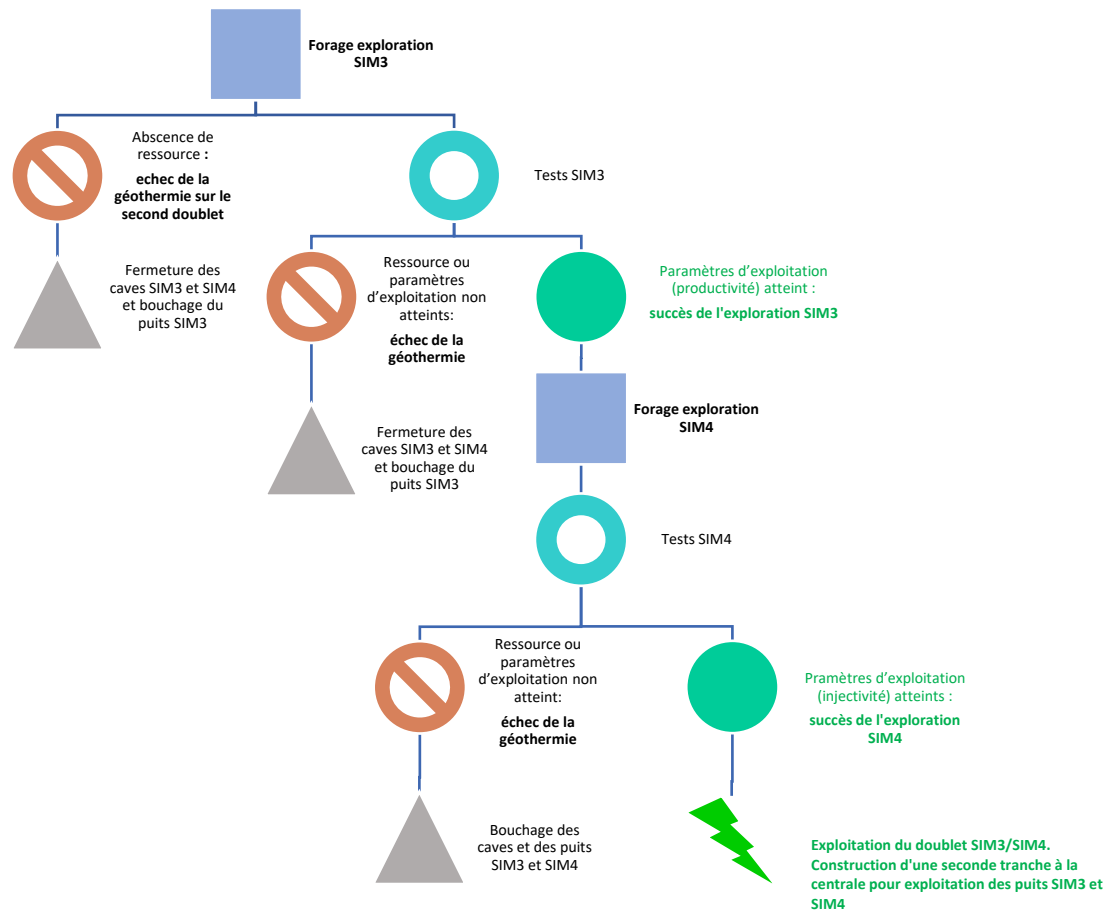 Forage exploration
SIM3
Abscence de
ressource :
echec de la
géothermie sur le
second doublet
Tests SIM3
Fermeture des
caves SIM3 et SIM4
et bouchage du
puits SIM3
Ressource ou
paramètres
d'exploitation non
atteints:
échec de la
géothermie
Paramètres d'exploitation
(productivité) atteint :
succès de l'exploration SIM3
Fermeture des
caves SIM3 et SIM4
et bouchage du
puits SIM3
Forage exploration
SIM4
Tests SIM4
Ressource ou
paramètres
d'exploitation non
atteint:
échec de la
géothermie
Pramètres d'exploitation
(injectivité) atteints :
succès de l'exploration
SIM4
Bouchage des
caves et des puits
SIM3 et SIM4
Exploitation du doublet SIM3/SIM4.
Construction d'une seconde tranche à la
centrale pour exploitation des puits SIM3 et
SIM4